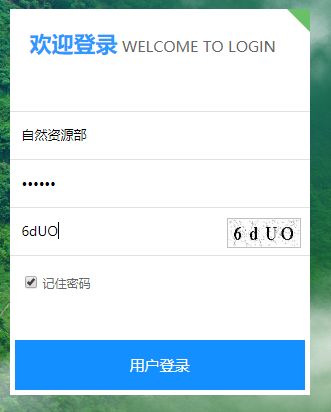 欢迎登录 WELCOME TO LOGIN
自然资源部
••••••
6dUO 6 d U O
记住密码
用户登录